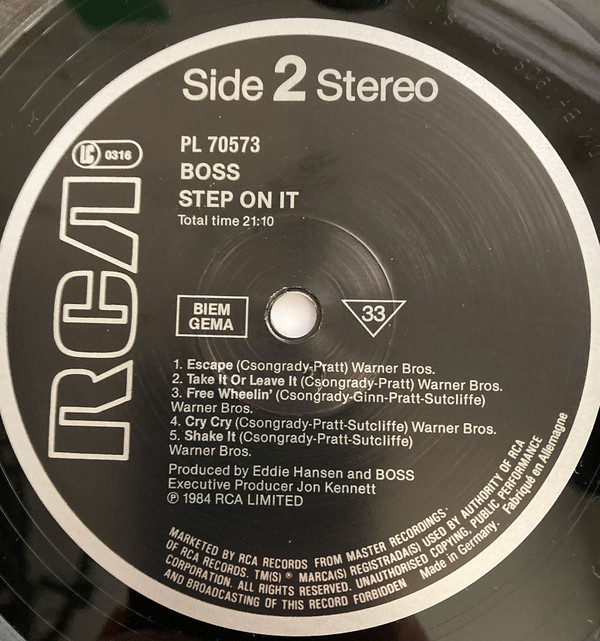 Side 2 Stereo
PL 70573
BOSS
STEP ON IT
Total time 21:10
LC 0316
RCA
BIEM
GEMA
33
1. Escape (Csongrady-Pratt) Warner Bros.
2. Take It Or Leave It (Csongrady-Pratt) Warner Bros.
3. Free Wheelin' (Csongrady-Ginn-Pratt-Sutcliffe)
Warner Bros.
4. Cry Cry (Csongrady-Pratt-Sutcliffe) Warner Bros.
5. Shake It (Csongrady-Pratt-Sutcliffe)
Warner Bros.
Produced by Eddie Hansen and BOSS
Executive Producer Jon Kennett
℗ 1984 RCA LIMITED
MARKETED BY RCA RECORDS FROM MASTER RECORDINGS·
OF RCA RECORDS. TM(S) ® MARCA(S) REGISTRADA(S) USED BY AUTHORITY OF RCA
CORPORATION. ALL RIGHTS RESERVED. UNAUTHORISED COPYING, PUBLIC PERFORMANCE
AND BROADCASTING OF THIS RECORD FORBIDDEN Made in Germany. Fabriqué en Allemagne